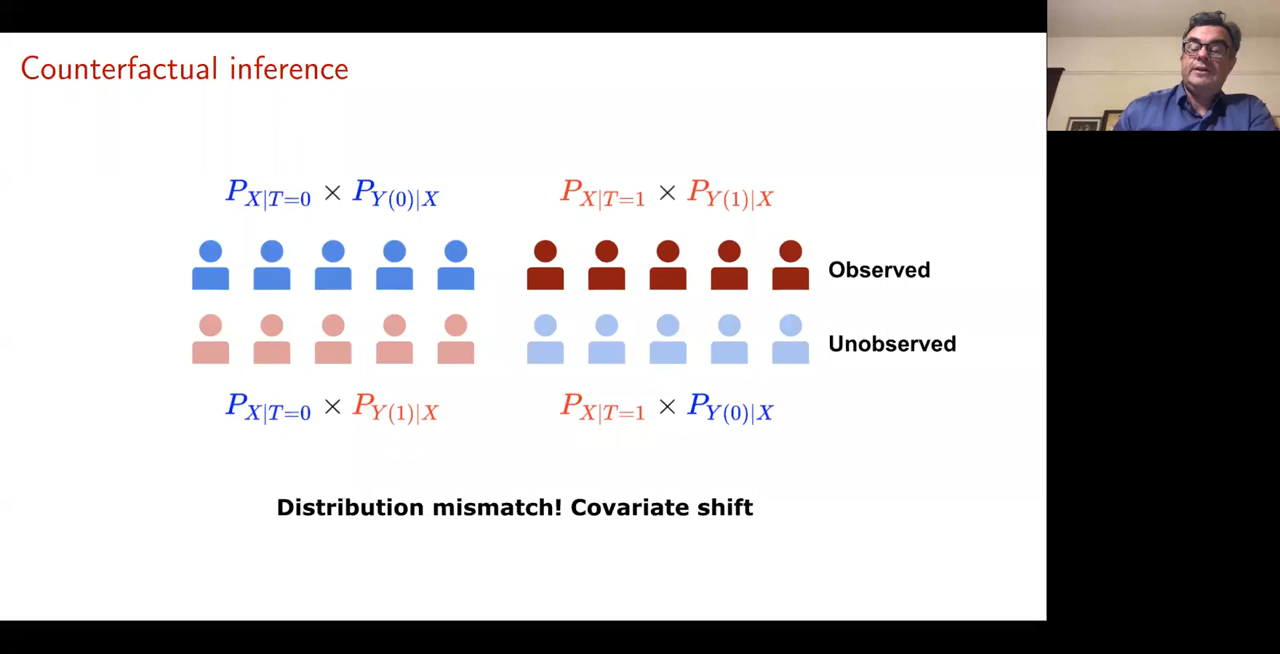 Counterfactual inference
P_{X|T=0} × P_{Y(0)|X} P_{X|T=1} × P_{Y(1)|X}
Observed
Unobserved
P_{X|T=0} × P_{Y(1)|X} P_{X|T=1} × P_{Y(0)|X}
Distribution mismatch! Covariate shift